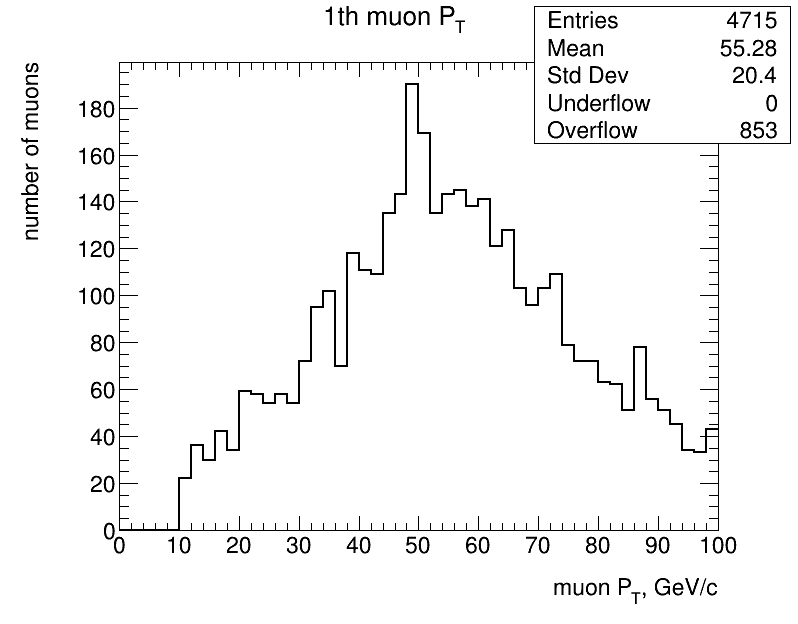 1th muon PT
Entries 4715
Mean 55.28
Std Dev 20.4
Underflow 0
Overflow 853
number of muons
180
160
140
120
100
80
60
40
20
0
0 10 20 30 40 50 60 70 80 90 100
muon PT, GeV/c